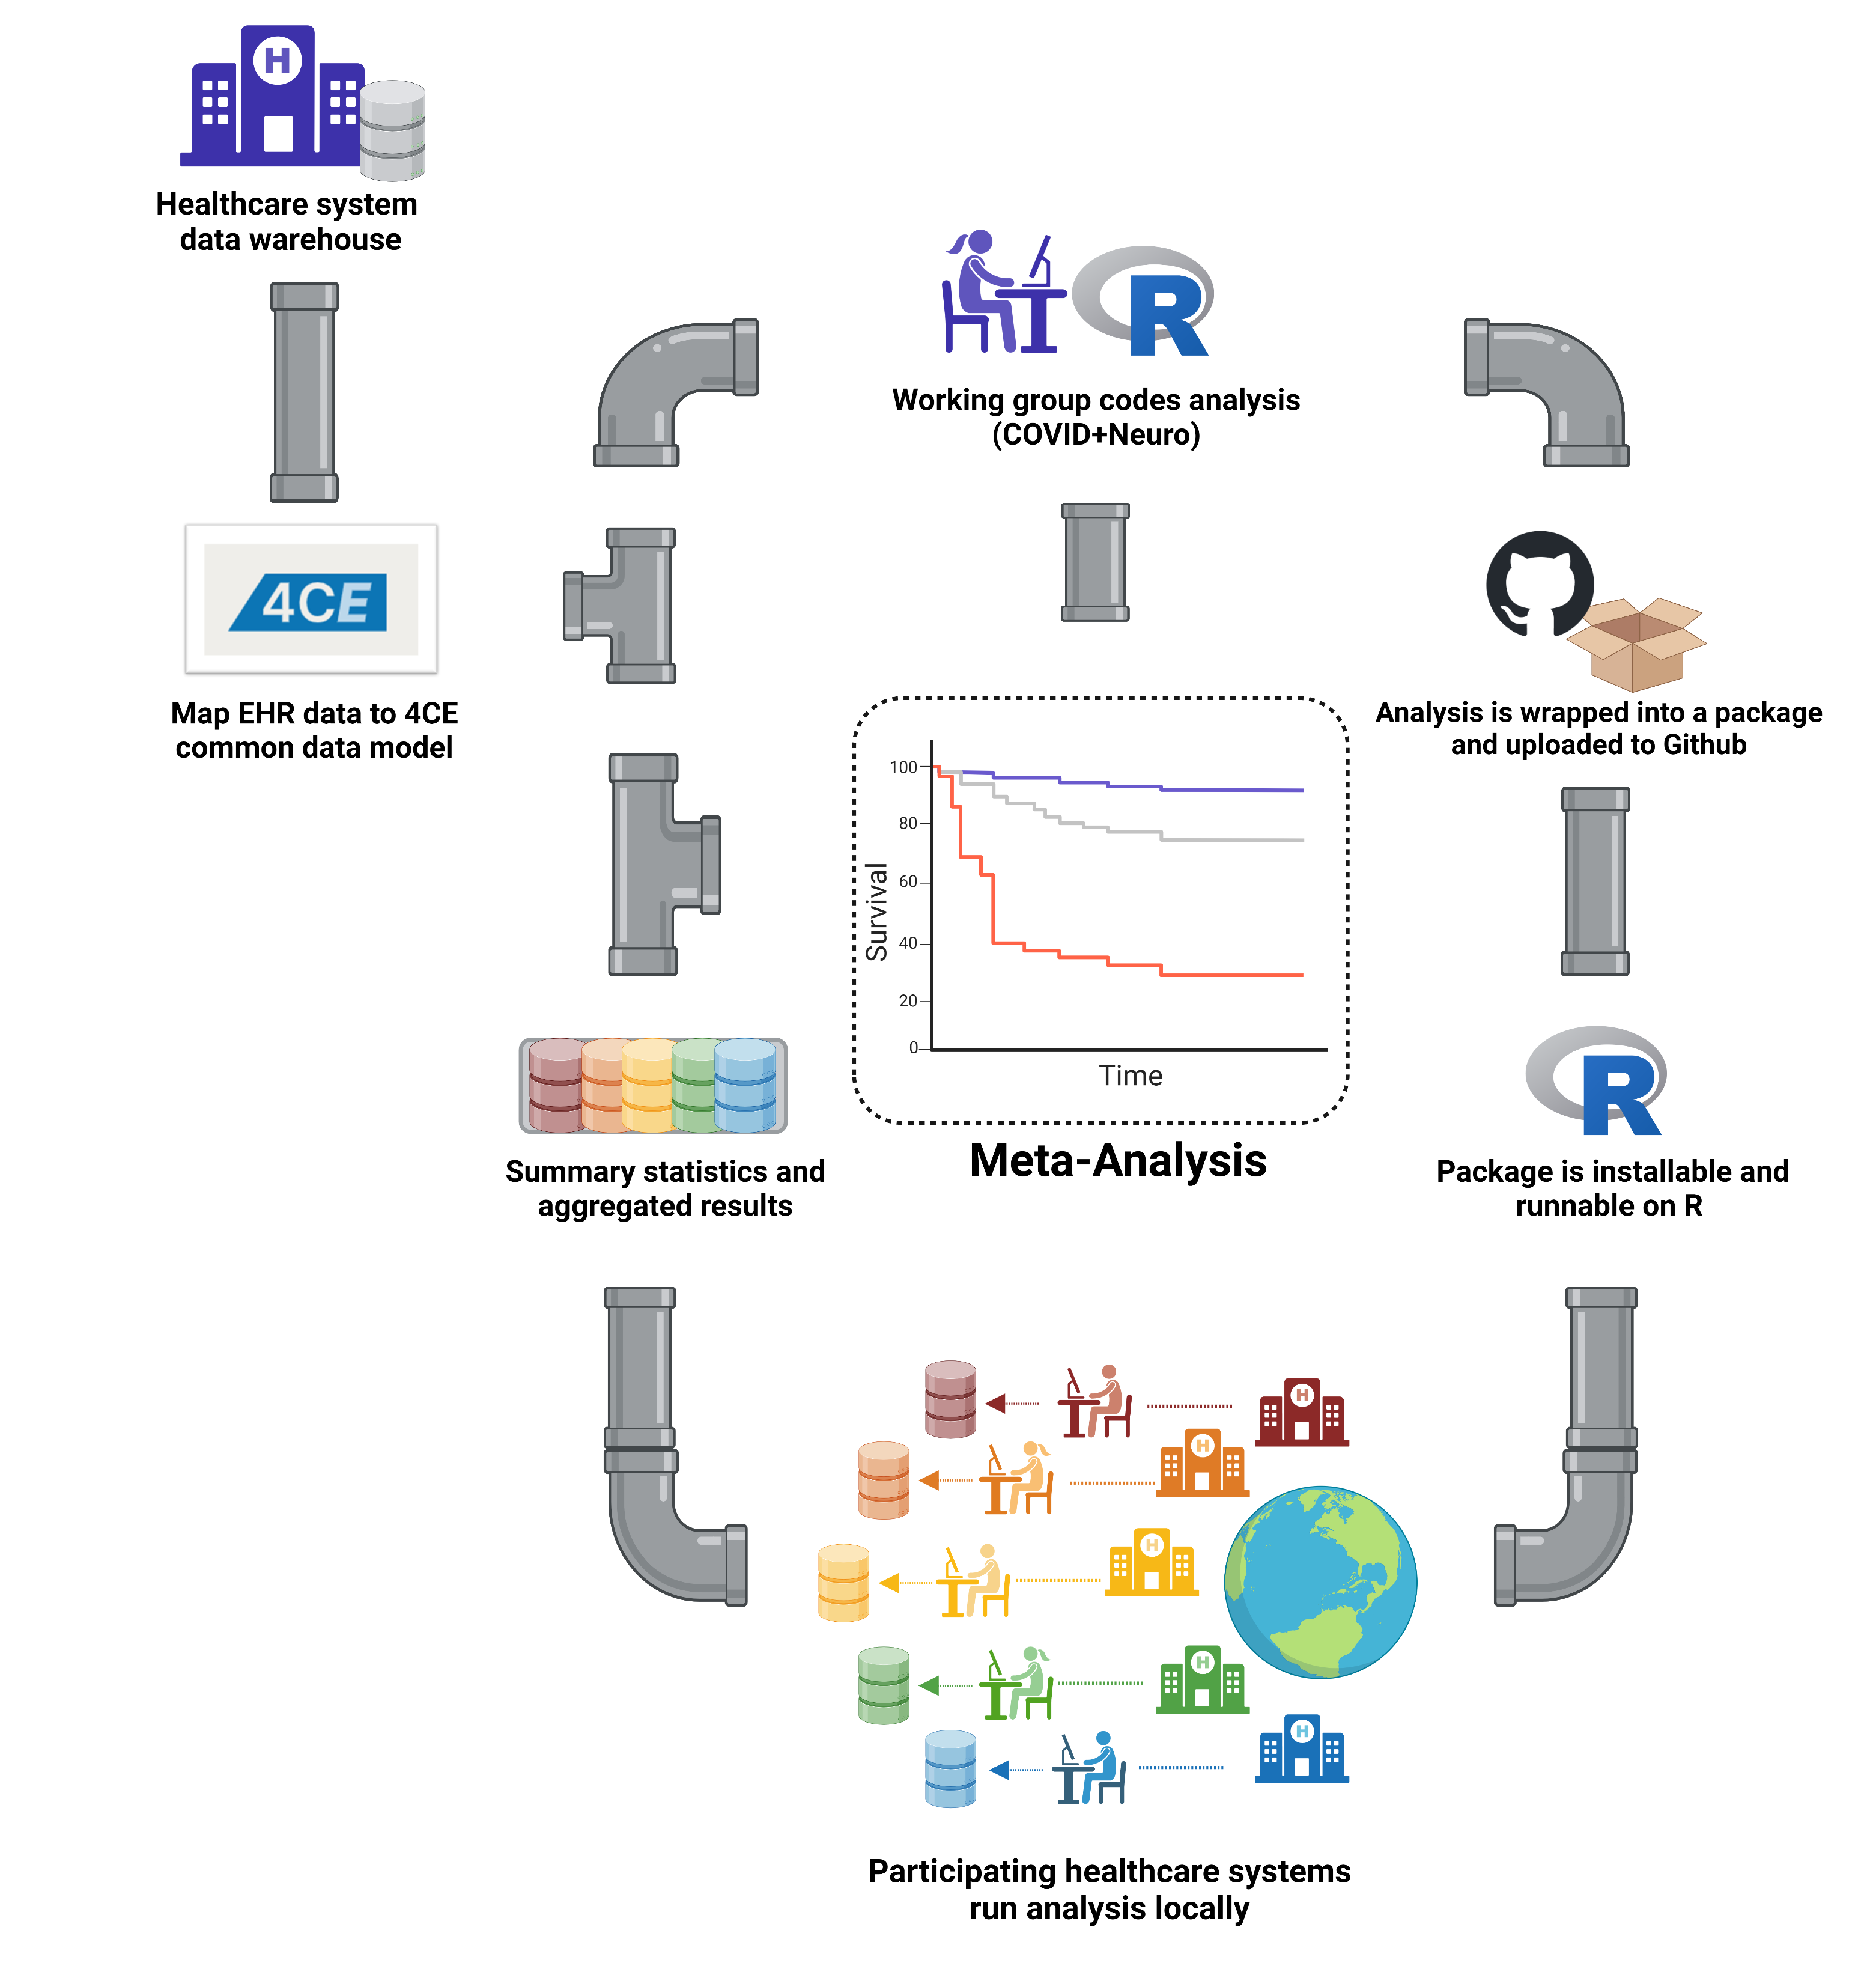 H
Healthcare system
data warehouse
4CE
Map EHR data to 4CE
common data model
R
Working group codes analysis
(COVID+Neuro)
Analysis is wrapped into a package
and uploaded to Github
R
Package is installable and
runnable on R
100
80
60
40
20
0
Survival
Time
Meta-Analysis
Summary statistics and
aggregated results
H
H
H
H
H
Participating healthcare systems
run analysis locally